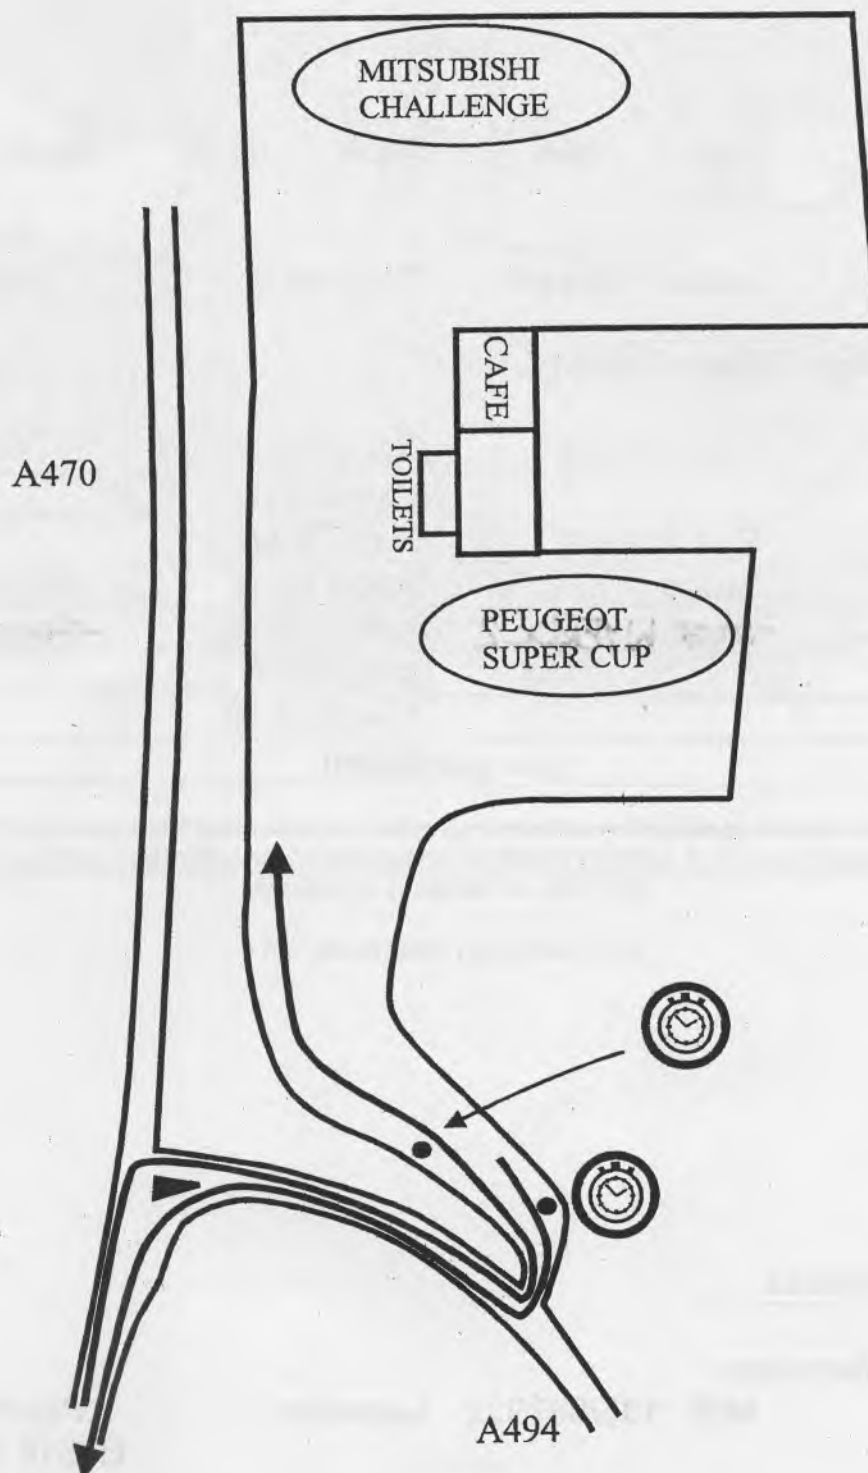 MITSUBISHI
CHALLENGE
CAFE
A470
TOILETS
PEUGEOT
SUPER CUP
A494